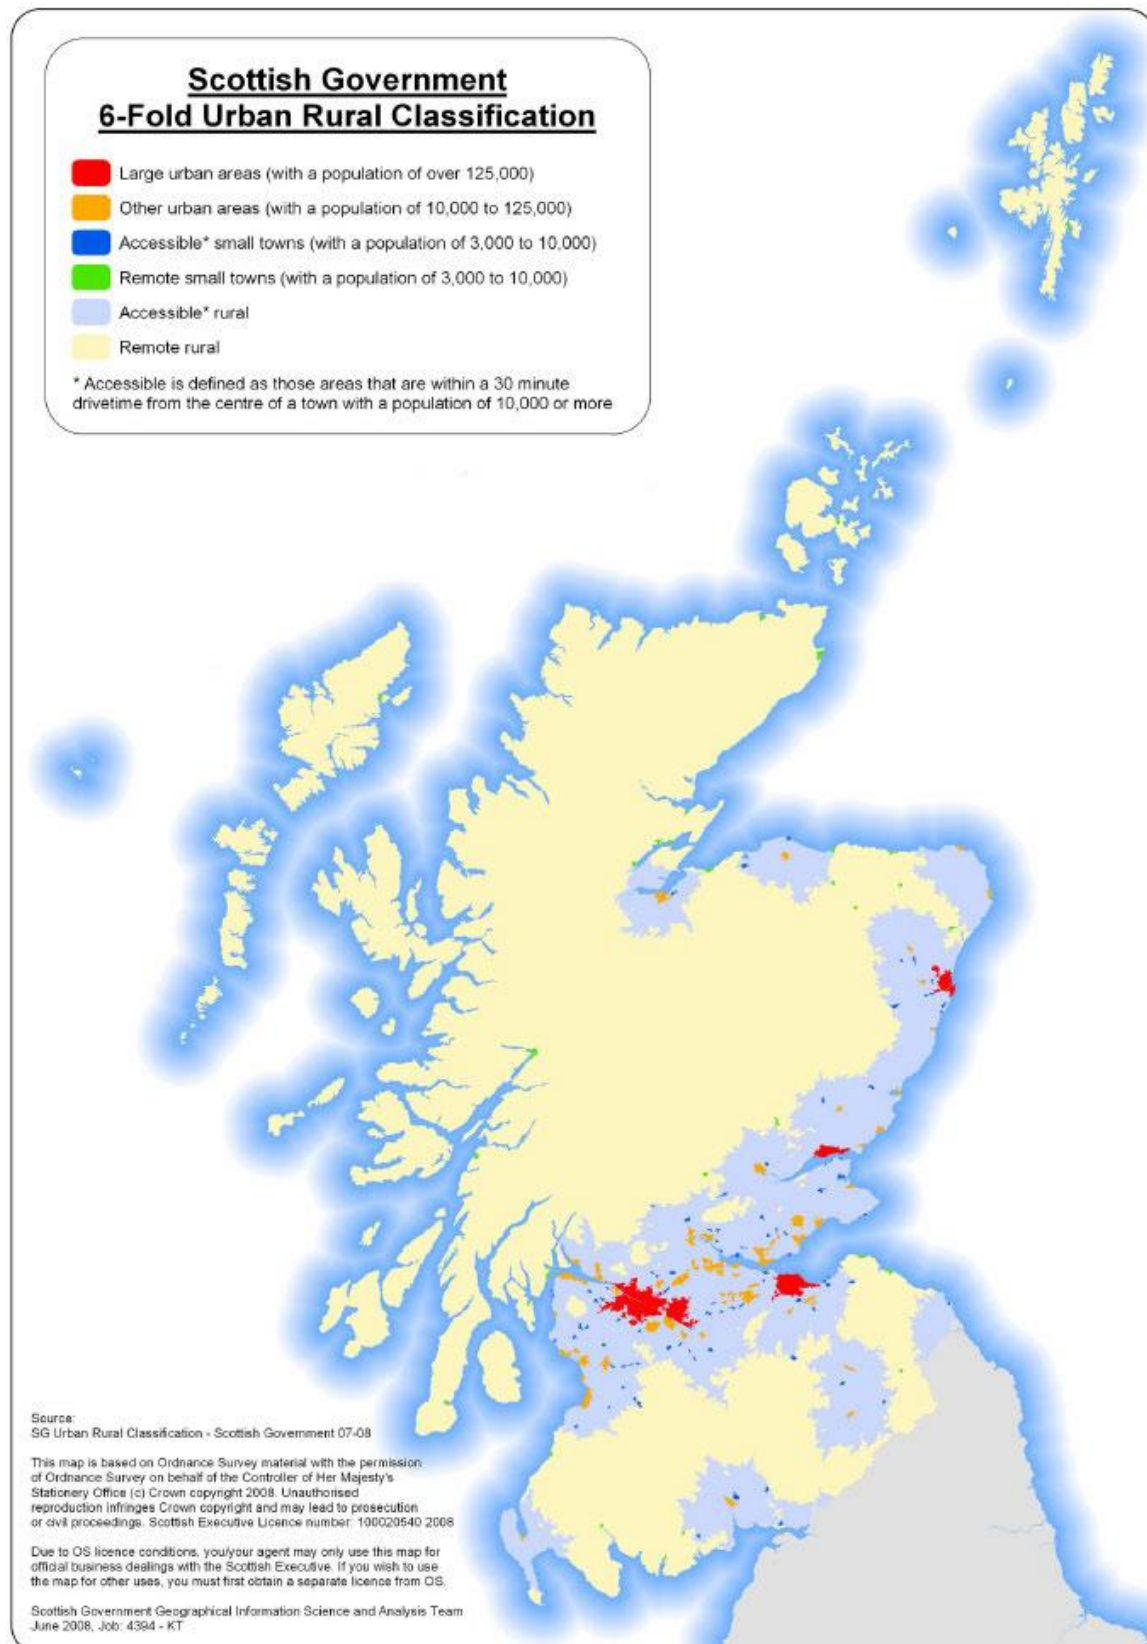 Scottish Government
6-Fold Urban Rural Classification
Large urban areas (with a population of over 125,000)
Other urban areas (with a population of 10,000 to 125,000)
Accessible* small towns (with a population of 3,000 to 10,000)
Remote small towns (with a population of 3,000 to 10,000)
Accessible* rural
Remote rural
* Accessible is defined as those areas that are within a 30 minute
drivetime from the centre of a town with a population of 10,000 or more
Source:
SG Urban Rural Classification - Scottish Government 07-08
This map is based on Ordnance Survey material with the permission
of Ordnance Survey on behalf of the Controller of Her Majesty's
Stationery Office (c) Crown copyright 2008. Unauthorised
reproduction infringes Crown copyright and may lead to prosecution
or civil proceedings. Scottish Executive Licence number: 100020540 2008
Due to OS licence conditions, you/your agent may only use this map for
official business dealings with the Scottish Executive. If you wish to use
the map for other uses, you must first obtain a separate licence from OS.
Scottish Government Geographical Information Science and Analysis Team
June 2008, Job: 4394 - KT